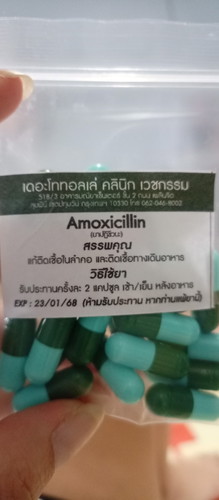 เดอะโททอลเล่ คลินิก เวชกรรม
Amoxicillin
(ยาปฏิชีวนะ)
สรรพคุณ
แก้ติดเชื้อในลำคอ และติดเชื้อทางเดินอาหาร
วิธีใช้ยา
รับประทานครั้งละ 2 แคปซูล เช้า/เย็น หลังอาหาร
EXP : 23/01/68 (ห้ามรับประทาน หากท่านแพ้ยานี้)